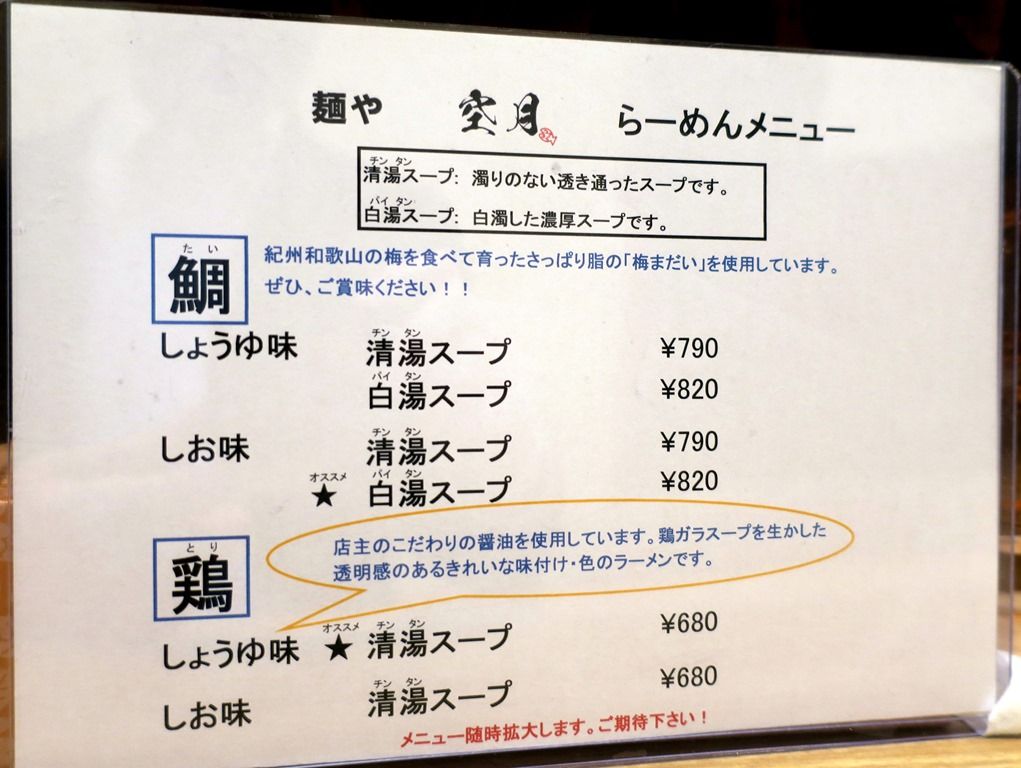 麺や 空月 らーめんメニュー
チン タン
清湯スープ: 濁りのない透き通ったスープです。
パイ タン
白湯スープ: 白濁した濃厚スープです。
たい
鯛
紀州和歌山の梅を食べて育ったさっぱり脂の「梅まだい」を使用しています。
ぜひ、ご賞味ください！！
チン タン
しょうゆ味 清湯スープ ¥790
パイ タン
白湯スープ ¥820
チン タン
しお味 清湯スープ ¥790
オススメ パイ タン
★ 白湯スープ ¥820
とり
鶏
店主のこだわりの醤油を使用しています。鶏ガラスープを生かした
透明感のあるきれいな味付け・色のラーメンです。
オススメ チン タン
しょうゆ味 ★ 清湯スープ ¥680
チン タン
しお味 清湯スープ ¥680
メニュー随時拡大します。ご期待下さい！